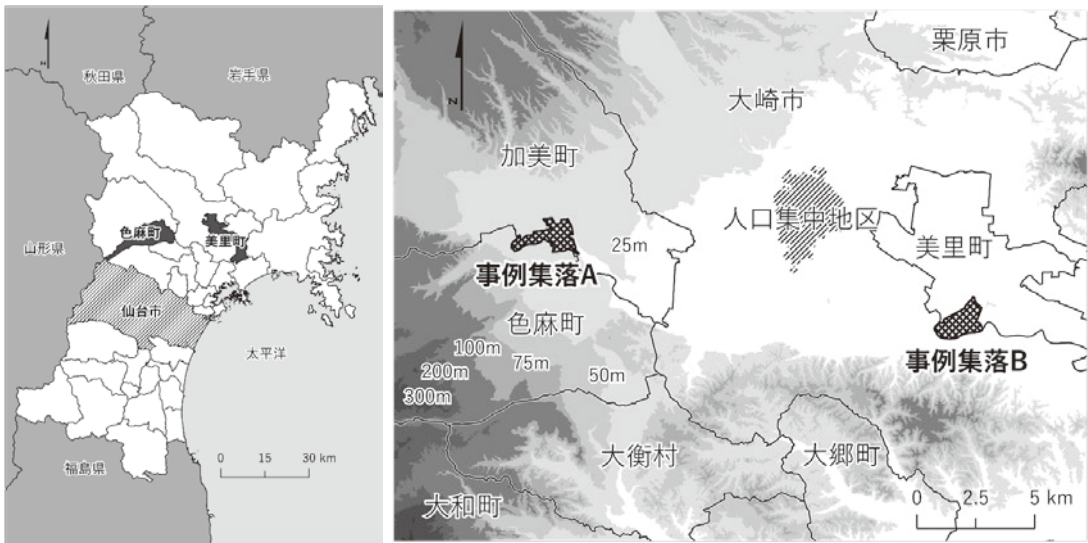 N
秋田県
岩手県
山形県
色麻町
美里町
仙台市
太平洋
福島県
0 15 30 km
N
栗原市
大崎市
加美町
人口集中地区
25m
美里町
事例集落A
色麻町
事例集落B
100m
75m
200m
50m
300m
大衡村
大郷町
大和町
0 2.5 5 km